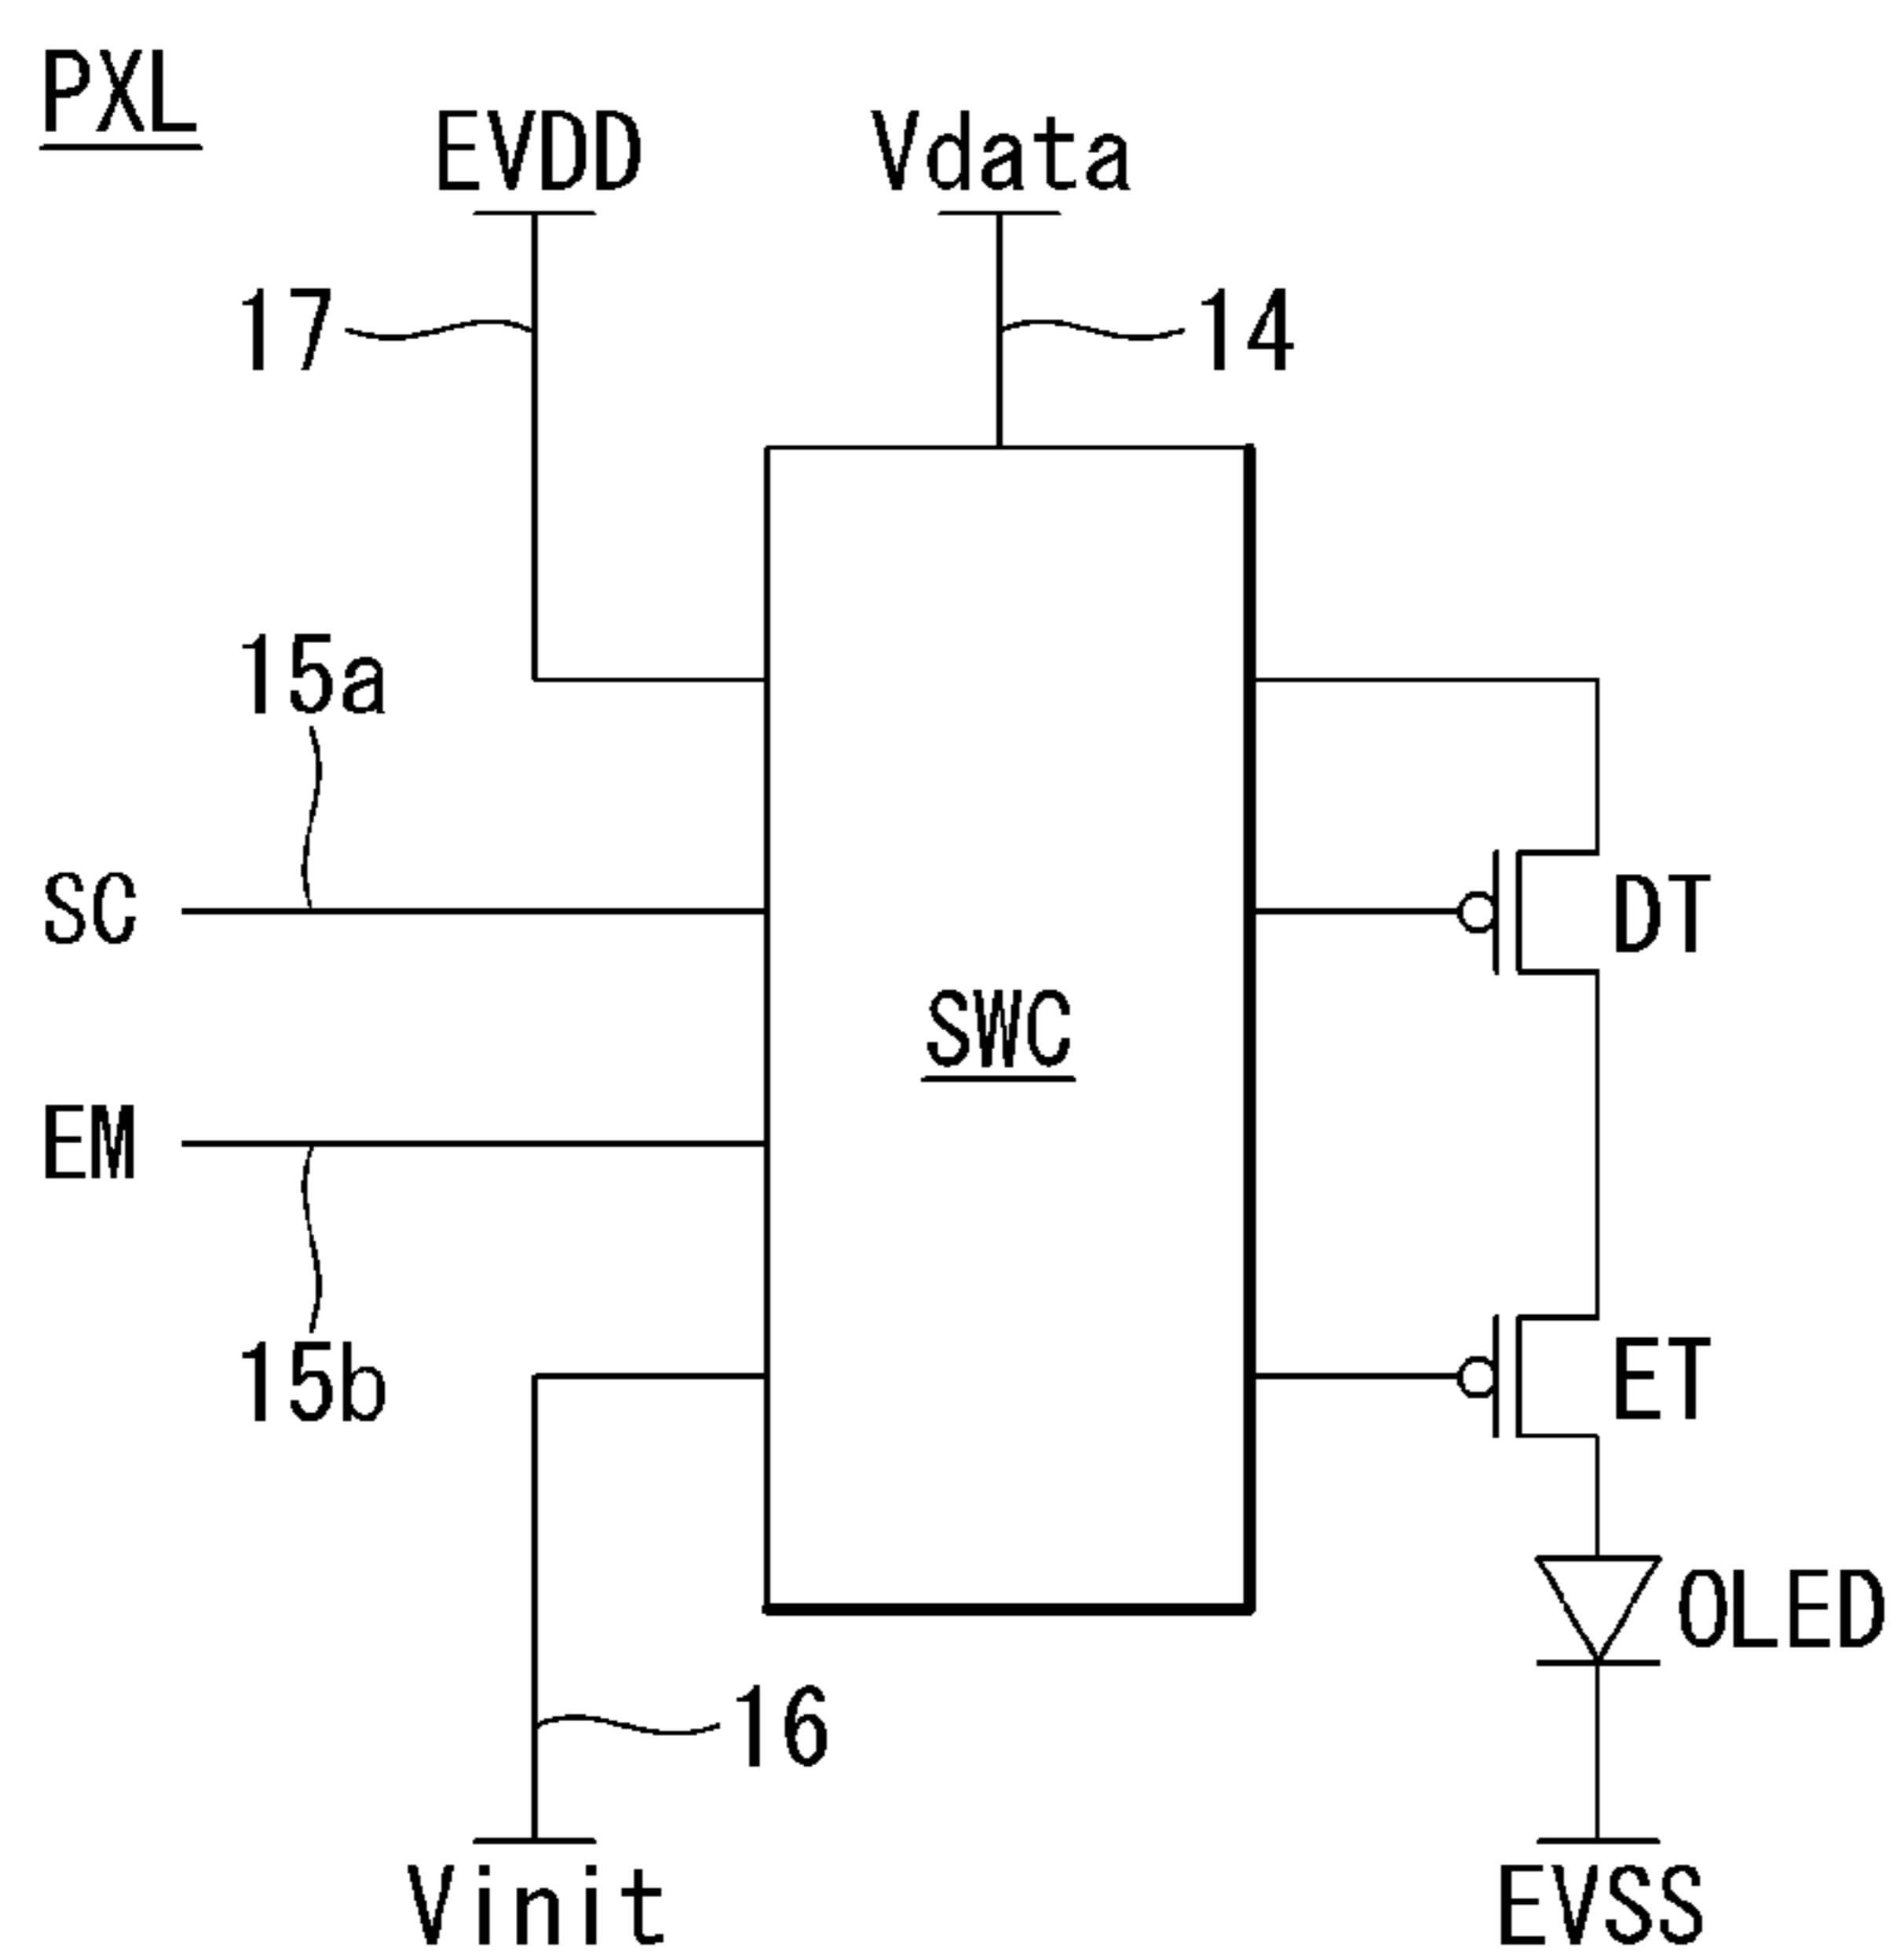 PXL
EVDD
Vdata
17
14
15a
SC
DT
SWC
EM
ET
15b
OLED
16
Vinit
EVSS